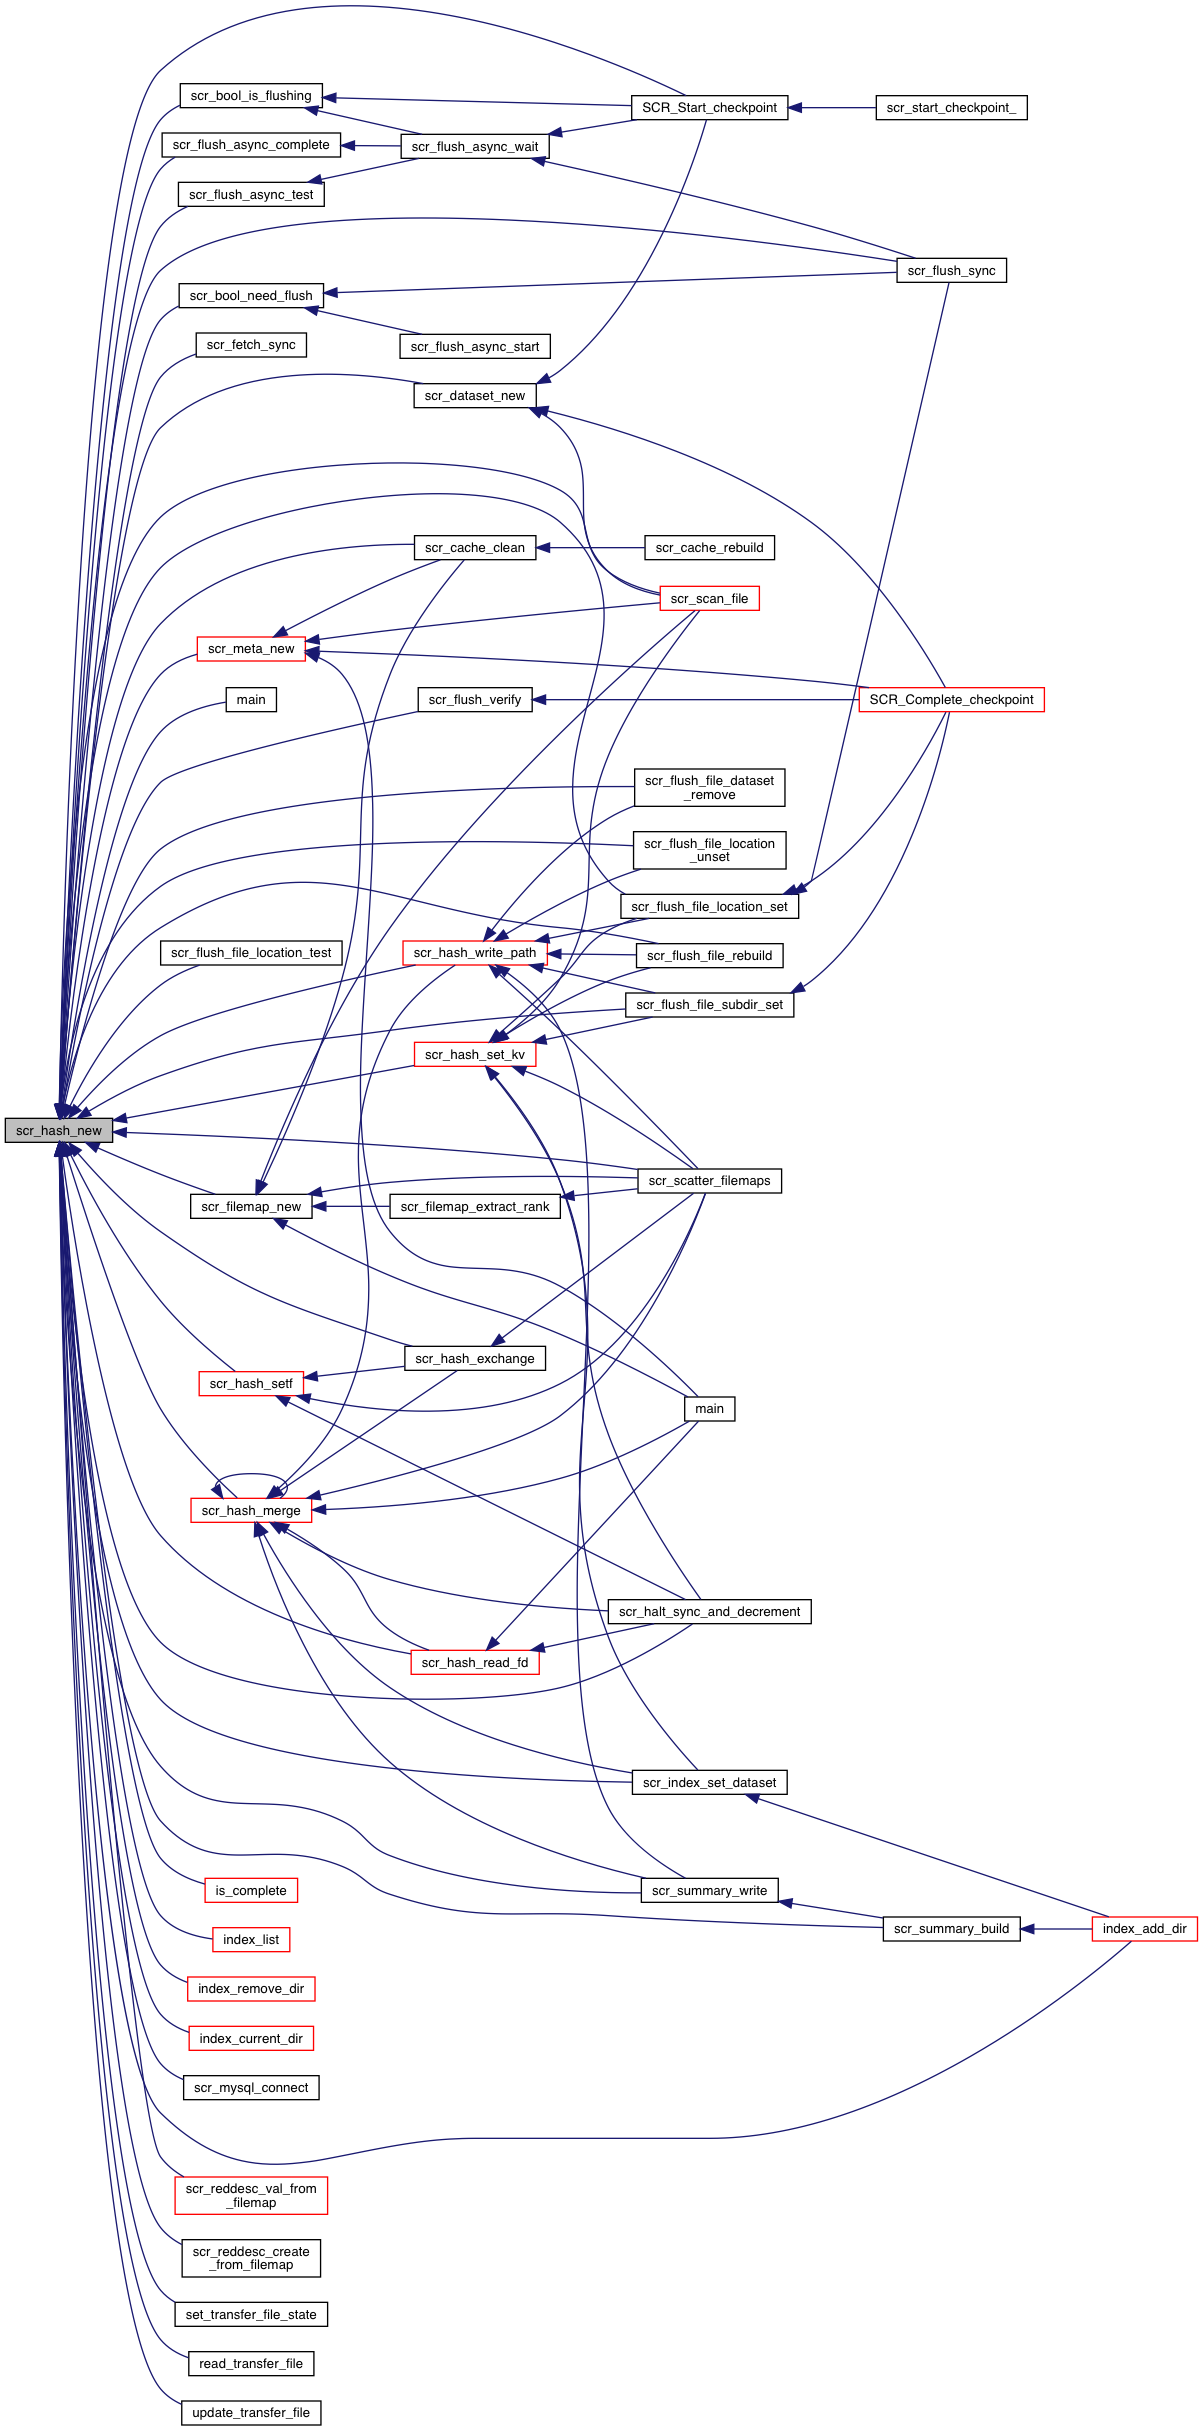 scr_bool_is_flushing
SCR_Start_checkpoint
scr_start_checkpoint_
scr_flush_async_complete
scr_flush_async_wait
scr_flush_async_test
scr_flush_sync
scr_bool_need_flush
scr_fetch_sync
scr_flush_async_start
scr_dataset_new
scr_cache_clean
scr_cache_rebuild
scr_scan_file
scr_meta_new
main
scr_flush_verify
SCR_Complete_checkpoint
scr_flush_file_dataset
_remove
scr_flush_file_location
_unset
scr_flush_file_location_set
scr_flush_file_location_test
scr_hash_write_path
scr_flush_file_rebuild
scr_flush_file_subdir_set
scr_hash_set_kv
scr_hash_new
scr_scatter_filemaps
scr_filemap_new
scr_filemap_extract_rank
scr_hash_exchange
scr_hash_setf
main
scr_hash_merge
scr_halt_sync_and_decrement
scr_hash_read_fd
scr_index_set_dataset
is_complete
scr_summary_write
scr_summary_build
index_add_dir
index_list
index_remove_dir
index_current_dir
scr_mysql_connect
scr_reddesc_val_from
_filemap
scr_reddesc_create
_from_filemap
set_transfer_file_state
read_transfer_file
update_transfer_file